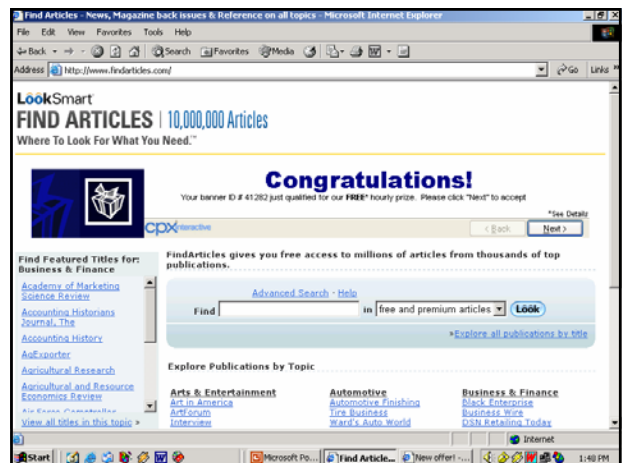 Find Articles - News, Magazine back issues & Reference on all topics - Microsoft Internet Explorer
File Edit View Favorites Tools Help
Back Search Favorites Media
Address http://www.findarticles.com/ Go Links
LookSmart
FIND ARTICLES | 10,000,000 Articles
Where To Look For What You Need.™
Congratulations!
Your banner ID # 41282 just qualified for our FREE* hourly prize. Please click "Next" to accept
*See Details
cpxinteractive < Back Next >
Find Featured Titles for:
Business & Finance
Academy of Marketing
Science Review
Accounting Historians
Journal, The
Accounting History
AgExporter
Agricultural Research
Agricultural and Resource
Economics Review
Air Force Comptroller
View all titles in this topic »
FindArticles gives you free access to millions of articles from thousands of top
publications.
Advanced Search · Help
Find in free and premium articles Löök
»Explore all publications by title
Explore Publications by Topic
Arts & Entertainment
Art in America
ArtForum
Interview
Automotive
Automotive Finishing
Tire Business
Ward's Auto World
Business & Finance
Black Enterprise
Business Wire
DSN Retailing Today
Internet
Start Microsoft Po... Find Article... New offer! -... 1:48 PM